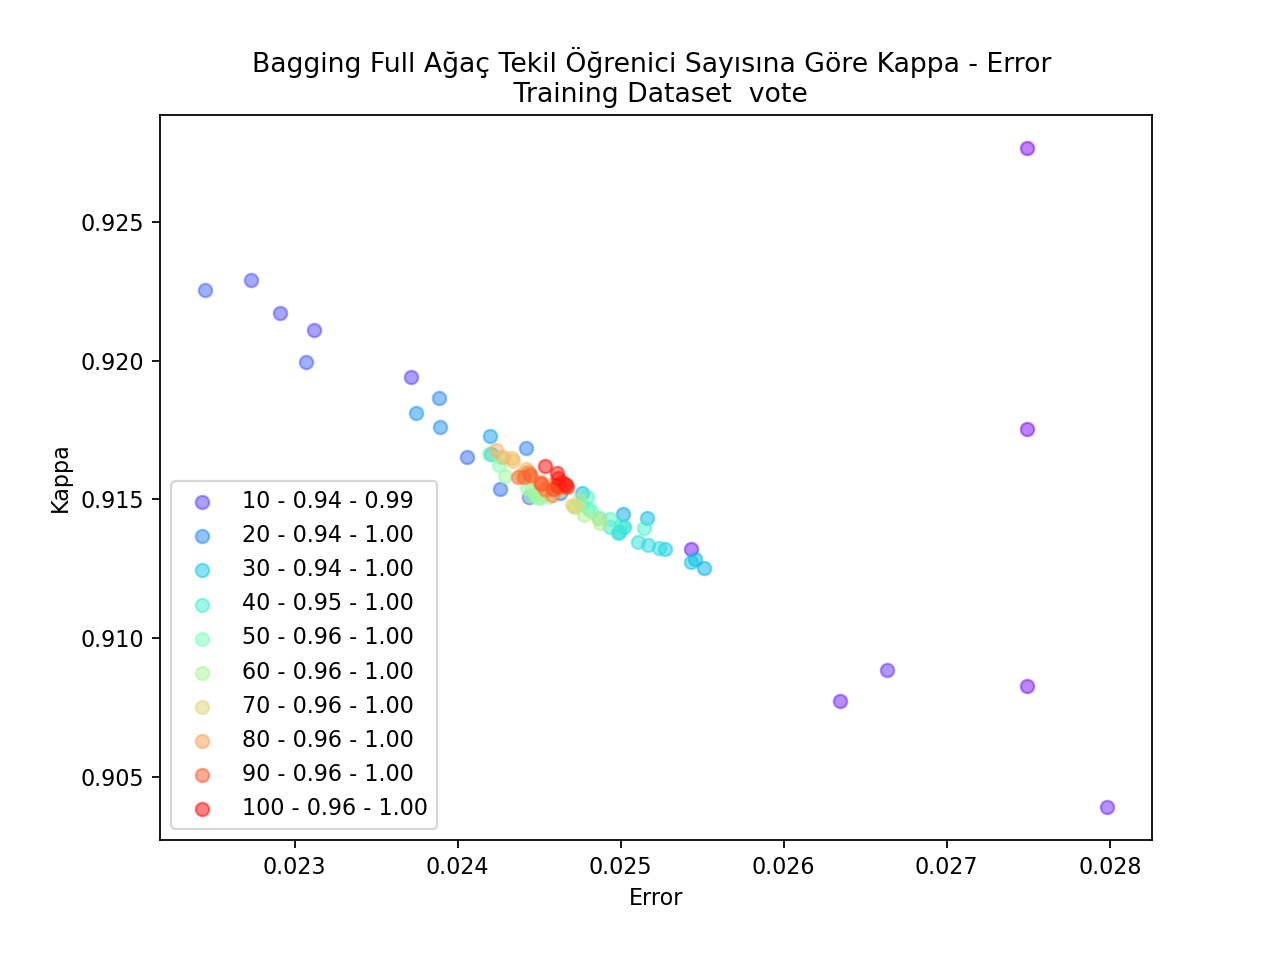 Bagging Full Ağaç Tekil Öğrenici Sayısına Göre Kappa - Error
Training Dataset  vote
Kappa
0.925
0.920
0.915
0.910
0.905
10 - 0.94 - 0.99
20 - 0.94 - 1.00
30 - 0.94 - 1.00
40 - 0.95 - 1.00
50 - 0.96 - 1.00
60 - 0.96 - 1.00
70 - 0.96 - 1.00
80 - 0.96 - 1.00
90 - 0.96 - 1.00
100 - 0.96 - 1.00
0.023 0.024 0.025 0.026 0.027 0.028
Error